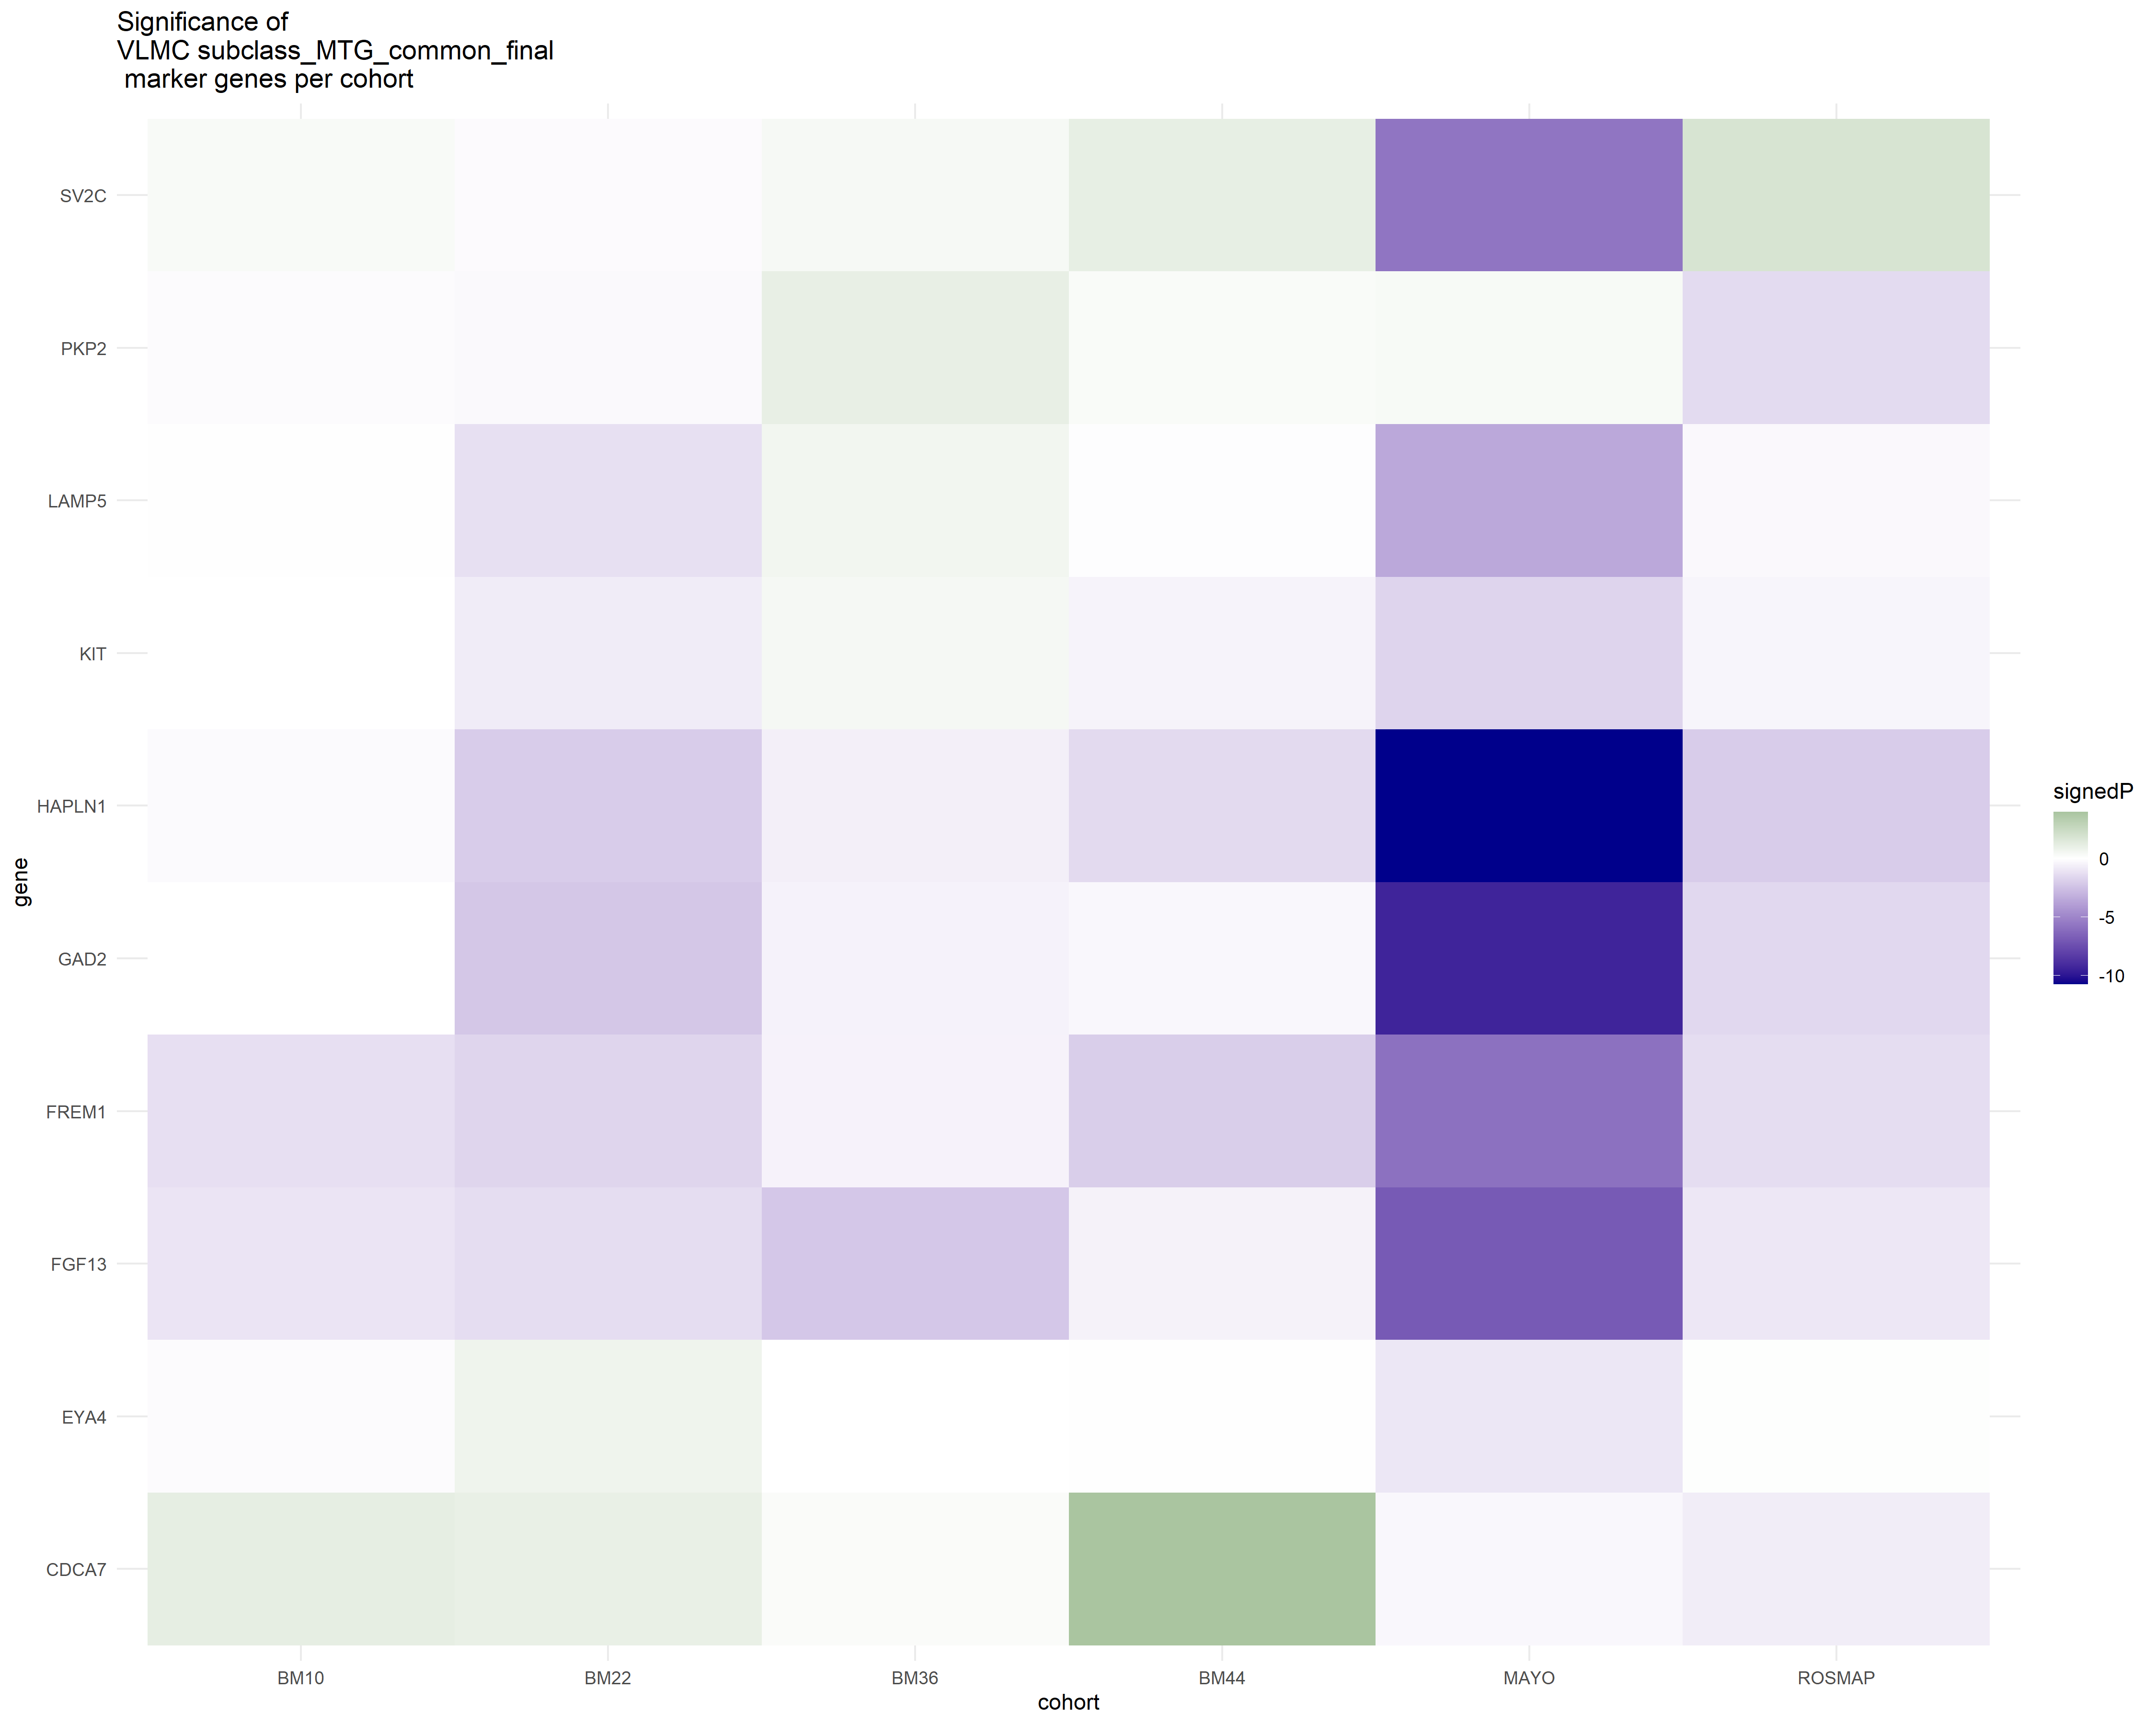 Significance of
VLMC subclass_MTG_common_final
marker genes per cohort
SV2C
PKP2
LAMP5
KIT
HAPLN1
GAD2
FREM1
FGF13
EYA4
CDCA7
gene
BM10
BM22
BM36
BM44
MAYO
ROSMAP
cohort
signedP
0
-5
-10